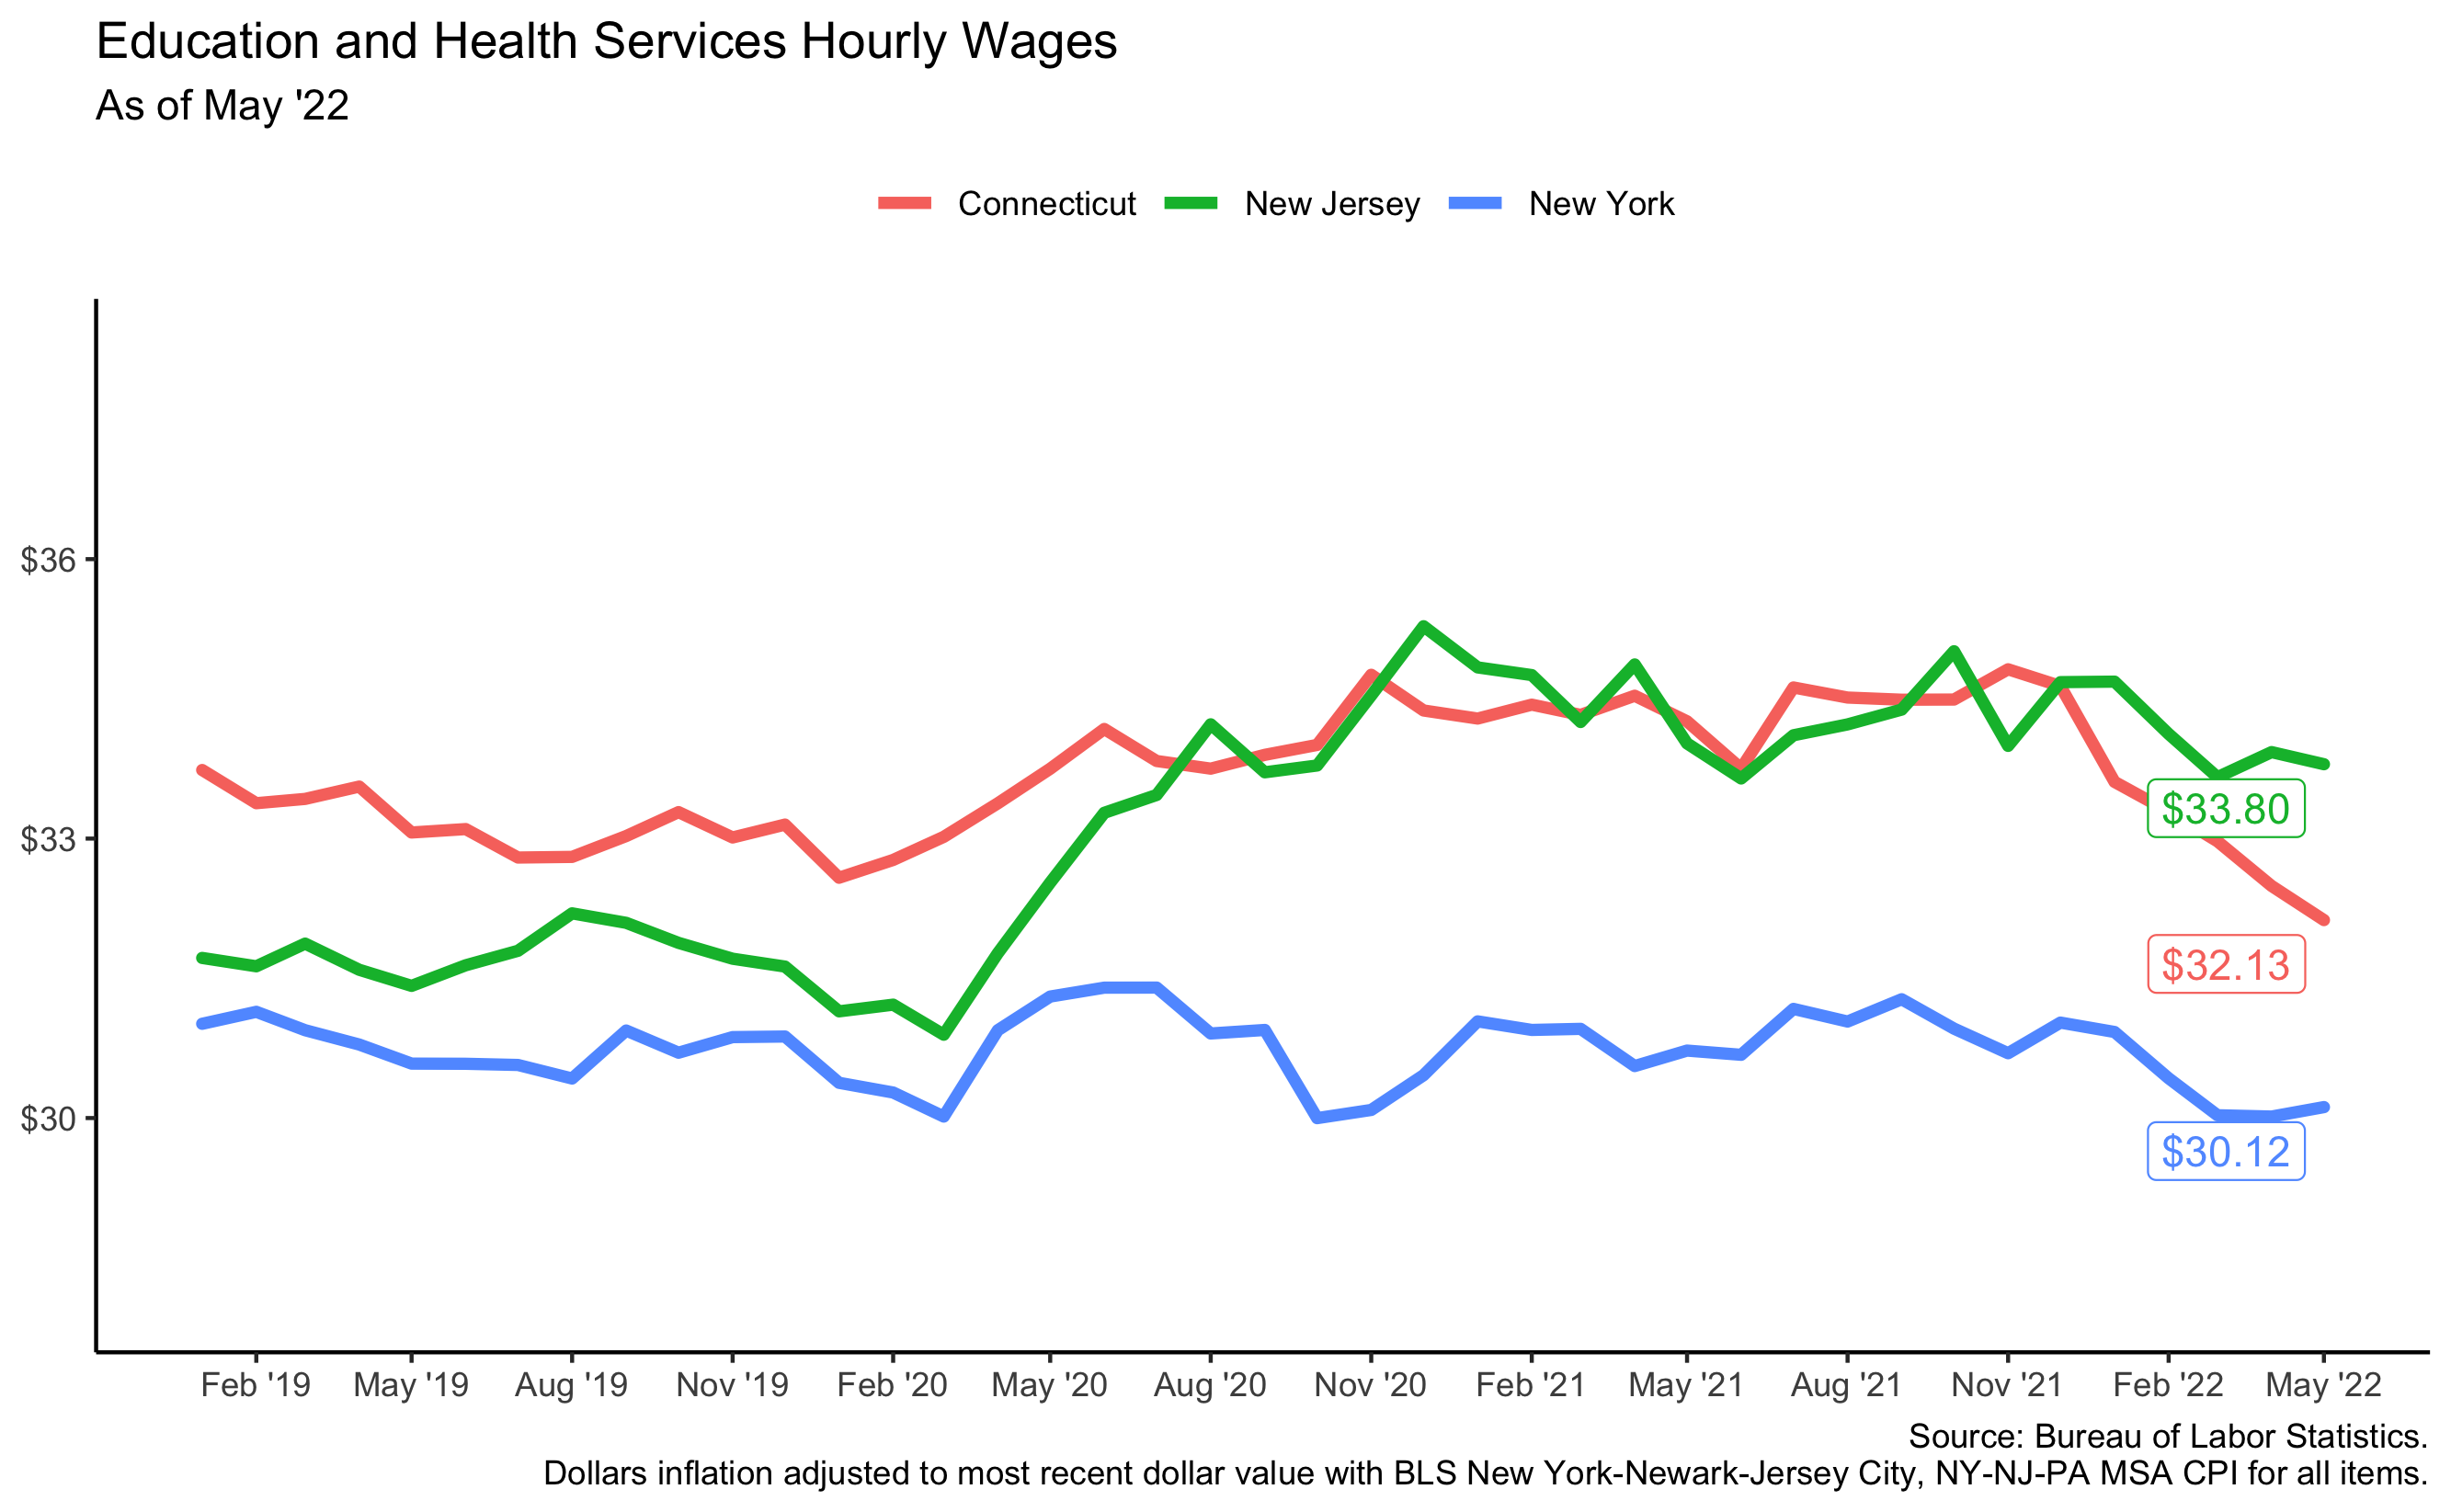 Education and Health Services Hourly Wages
As of May '22
Connecticut New Jersey New York
$36
$33
$30
$33.80
$32.13
$30.12
Feb '19 May '19 Aug '19 Nov '19 Feb '20 May '20 Aug '20 Nov '20 Feb '21 May '21 Aug '21 Nov '21 Feb '22 May '22
Source: Bureau of Labor Statistics.
Dollars inflation adjusted to most recent dollar value with BLS New York-Newark-Jersey City, NY-NJ-PA MSA CPI for all items.